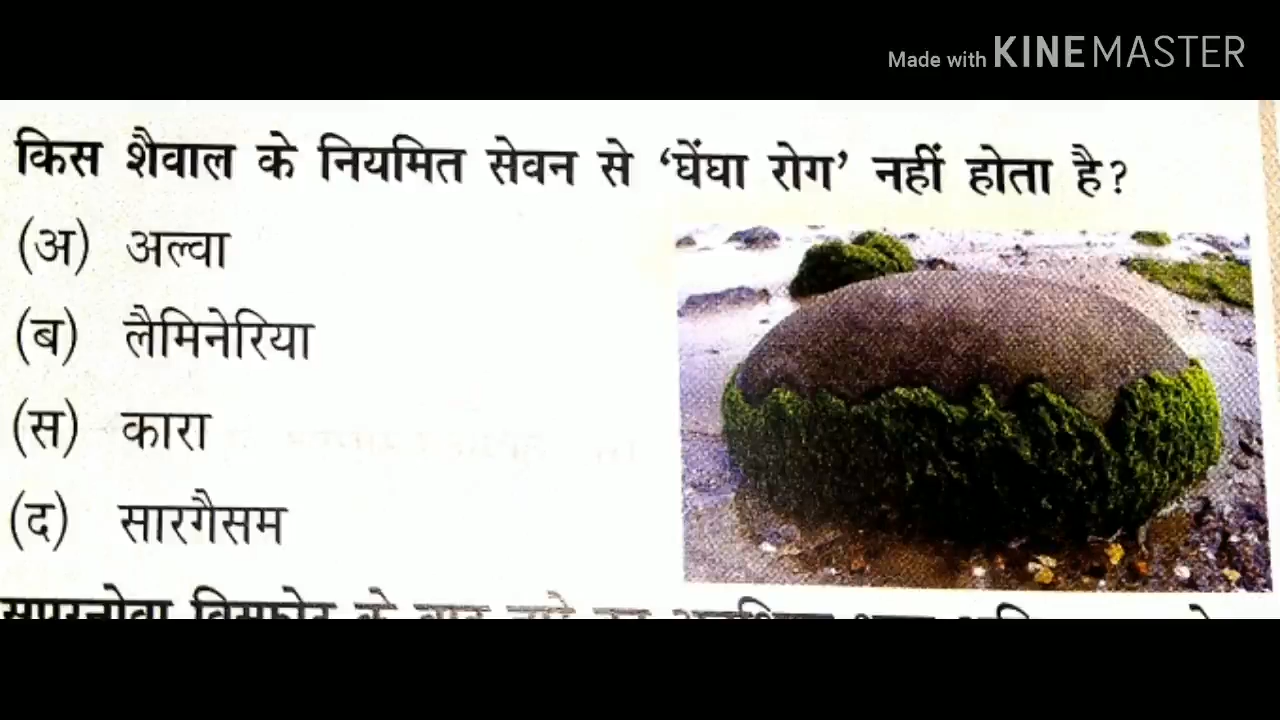 Made with KINEMASTER
किस शैवाल के नियमित सेवन से ‘घेंघा रोग’ नहीं होता है?
(अ) अल्वा
(ब) लैमिनेरिया
(स) कारा
(द) सारगैसम